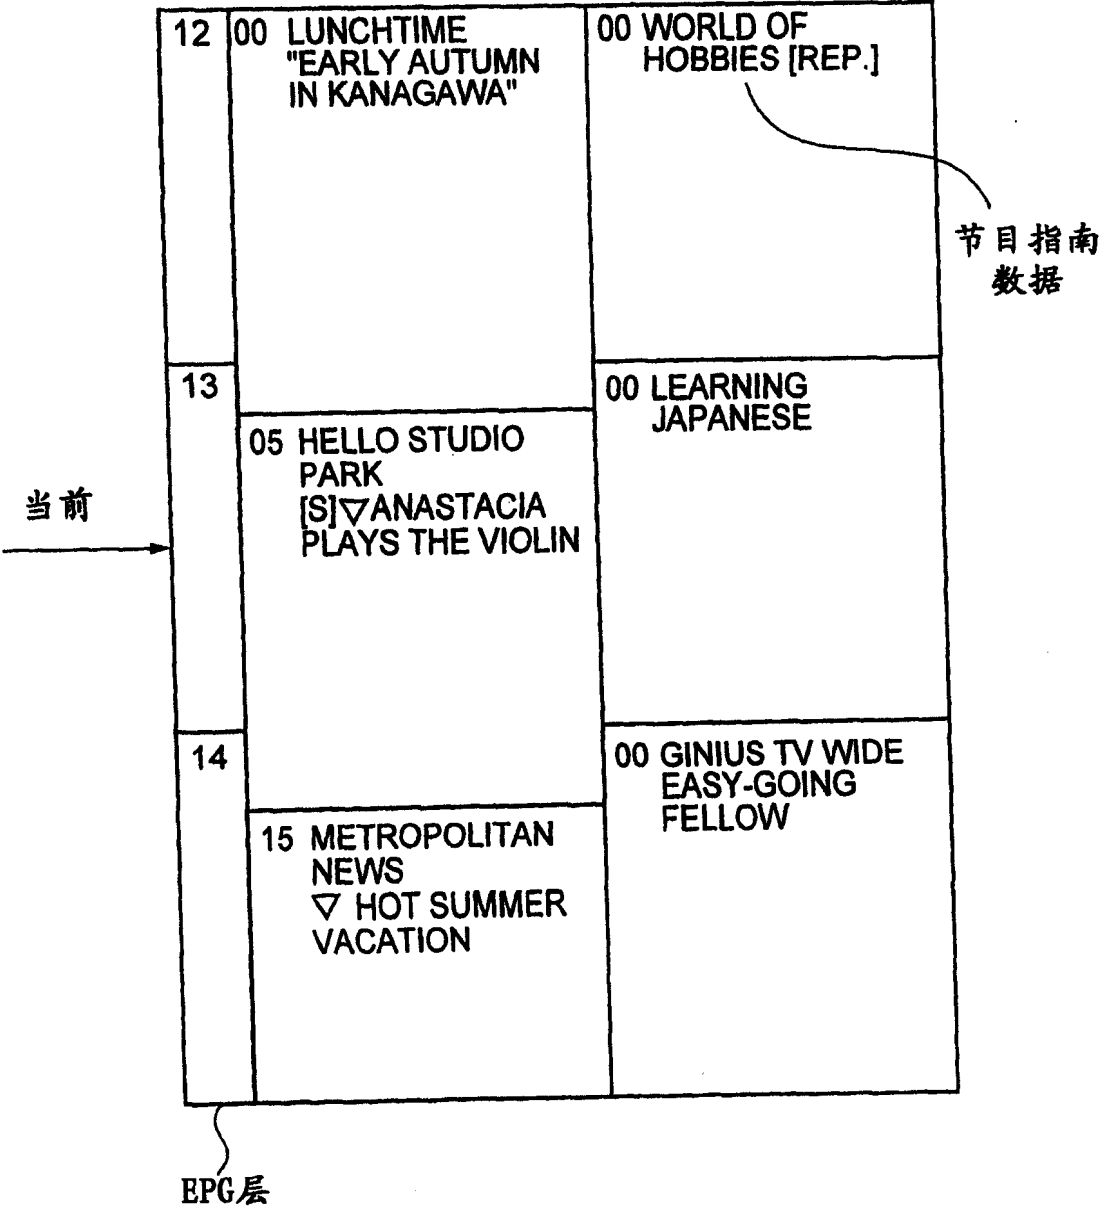 12
00 LUNCHTIME
"EARLY AUTUMN
IN KANAGAWA"
00 WORLD OF
HOBBIES [REP.]
节目指南
数据
13
00 LEARNING
JAPANESE
05 HELLO STUDIO
PARK
[S]▽ANASTACIA
PLAYS THE VIOLIN
当前
14
00 GINIUS TV WIDE
EASY-GOING
FELLOW
15 METROPOLITAN
NEWS
▽ HOT SUMMER
VACATION
EPG层